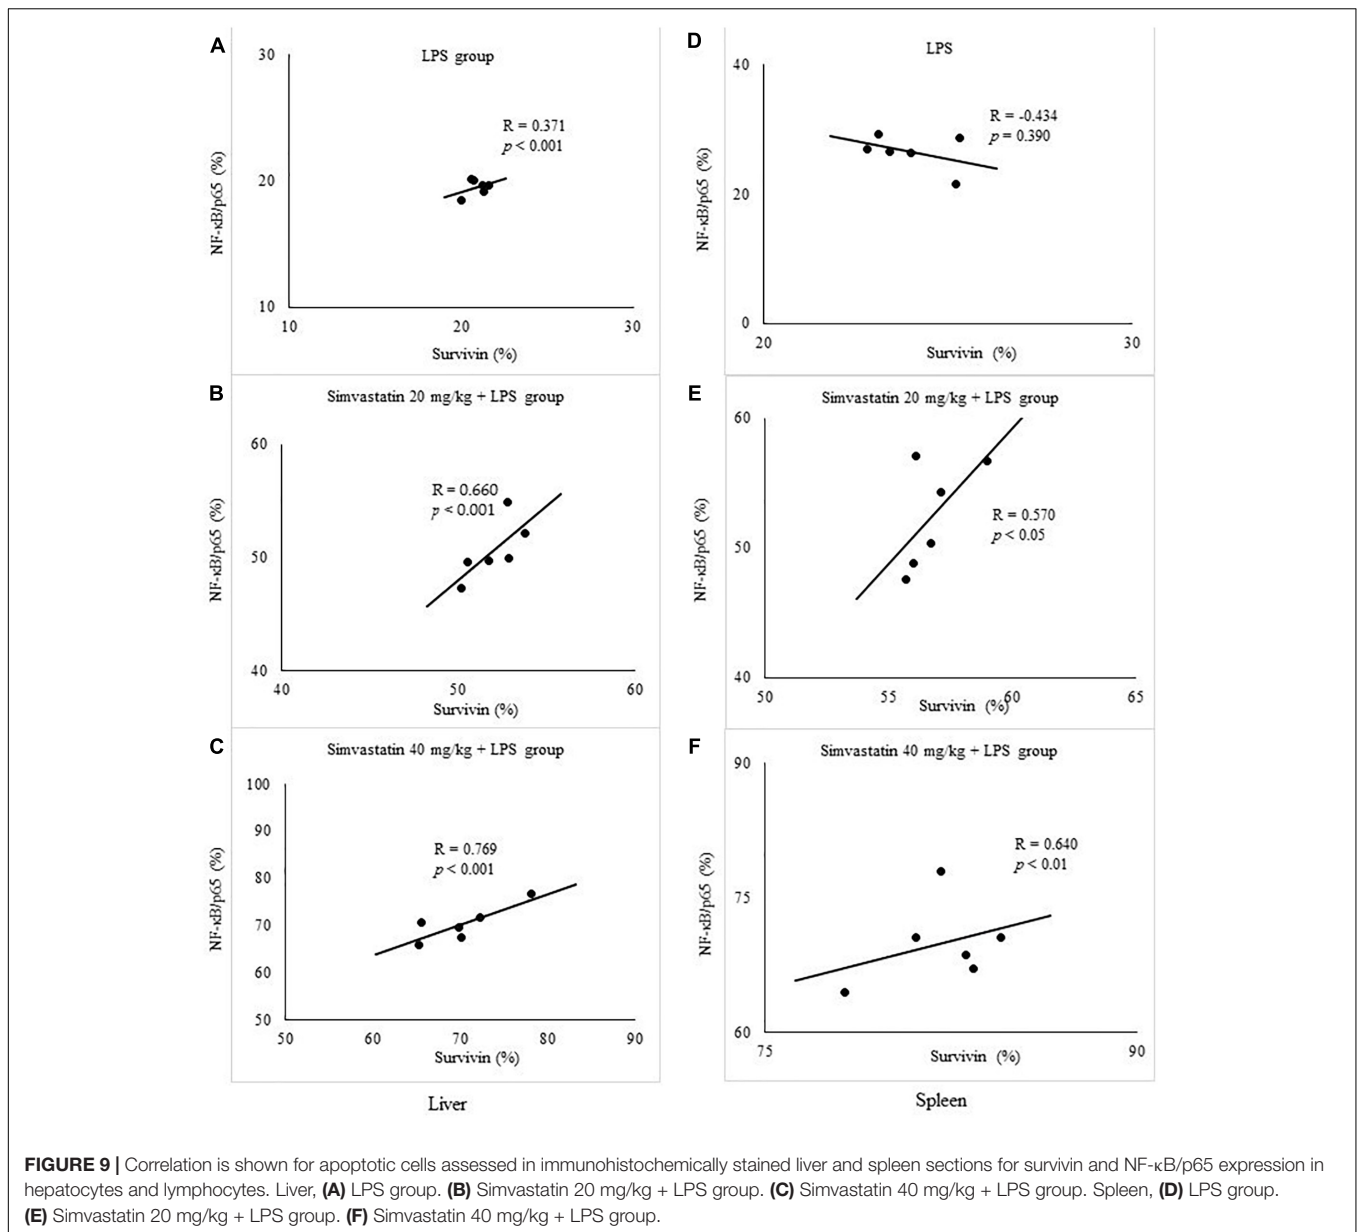 A
LPS group
30
20
10
R = 0.371
p < 0.001
NF-κB/p65 (%)
10 20 30
Survivin (%)
D
LPS
40
20
0
R = -0.434
p = 0.390
NF-κB/p65 (%)
20 30
Survivin (%)
B
Simvastatin 20 mg/kg + LPS group
60
50
40
R = 0.660
p < 0.001
NF-κB/p65 (%)
40 50 60
Survivin (%)
E
Simvastatin 20 mg/kg + LPS group
60
50
40
R = 0.570
p < 0.05
NF-κB/p65 (%)
50 55 60 65
Survivin (%)
C
Simvastatin 40 mg/kg + LPS group
100
90
80
70
60
50
R = 0.769
p < 0.001
NF-κB/p65 (%)
50 60 70 80 90
Survivin (%)
Liver
F
Simvastatin 40 mg/kg + LPS group
90
75
60
R = 0.640
p < 0.01
NF-κB/p65 (%)
75 90
Survivin (%)
Spleen
FIGURE 9 | Correlation is shown for apoptotic cells assessed in immunohistochemically stained liver and spleen sections for survivin and NF-κB/p65 expression in
hepatocytes and lymphocytes. Liver, (A) LPS group. (B) Simvastatin 20 mg/kg + LPS group. (C) Simvastatin 40 mg/kg + LPS group. Spleen, (D) LPS group.
(E) Simvastatin 20 mg/kg + LPS group. (F) Simvastatin 40 mg/kg + LPS group.